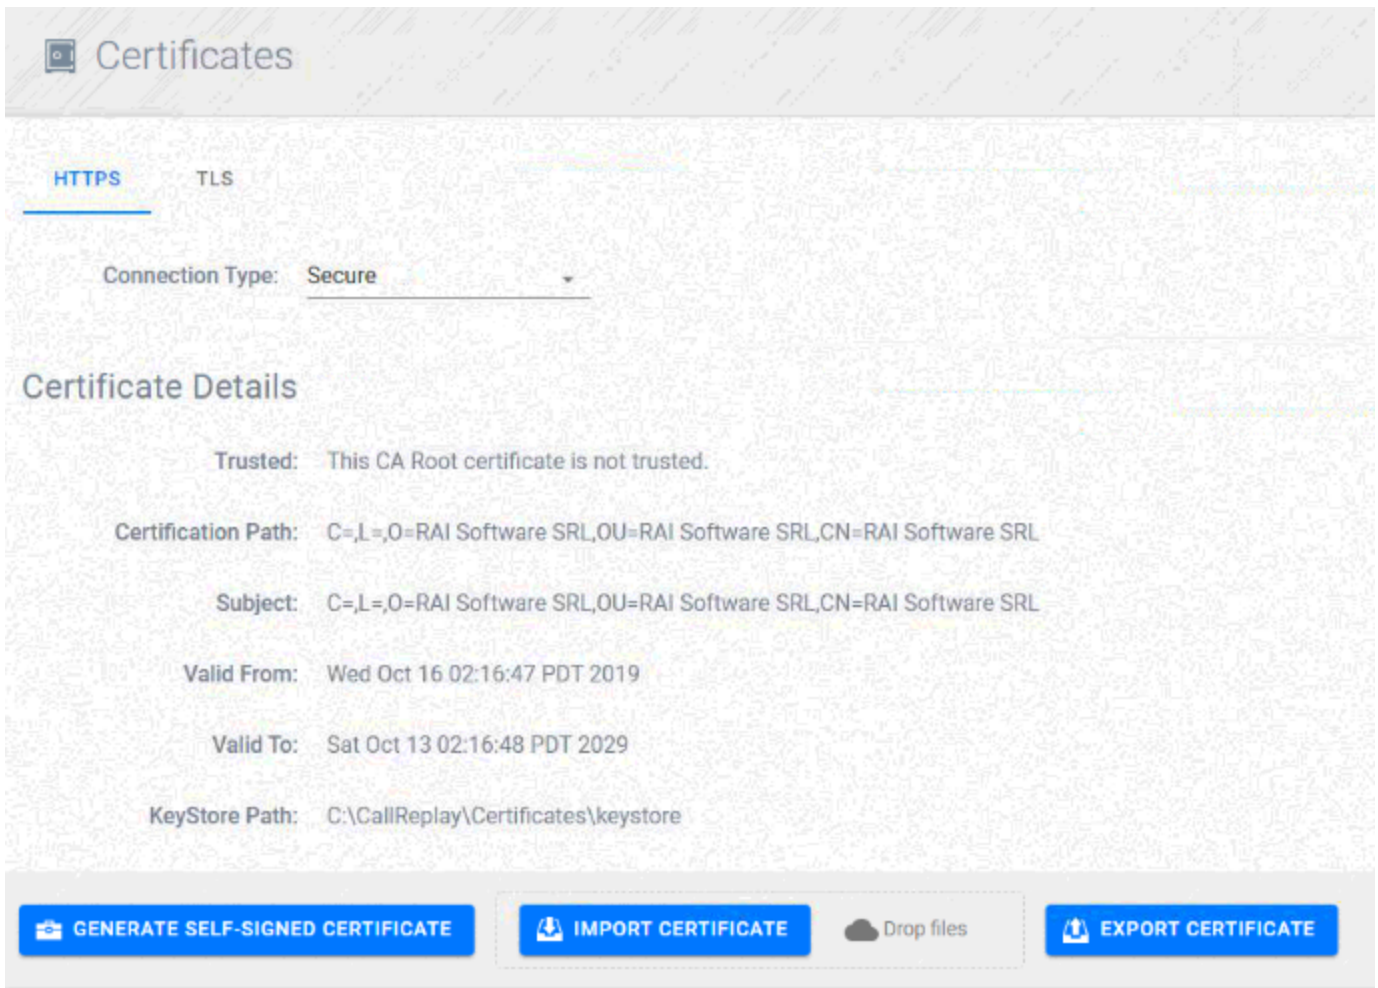 Certificates
HTTPS TLS
Connection Type: Secure
Certificate Details
Trusted: This CA Root certificate is not trusted.
Certification Path: C=,L=,O=RAI Software SRL,OU=RAI Software SRL,CN=RAI Software SRL
Subject: C=,L=,O=RAI Software SRL,OU=RAI Software SRL,CN=RAI Software SRL
Valid From: Wed Oct 16 02:16:47 PDT 2019
Valid To: Sat Oct 13 02:16:48 PDT 2029
KeyStore Path: C:\CallReplay\Certificates\keystore
GENERATE SELF-SIGNED CERTIFICATE IMPORT CERTIFICATE Drop files EXPORT CERTIFICATE